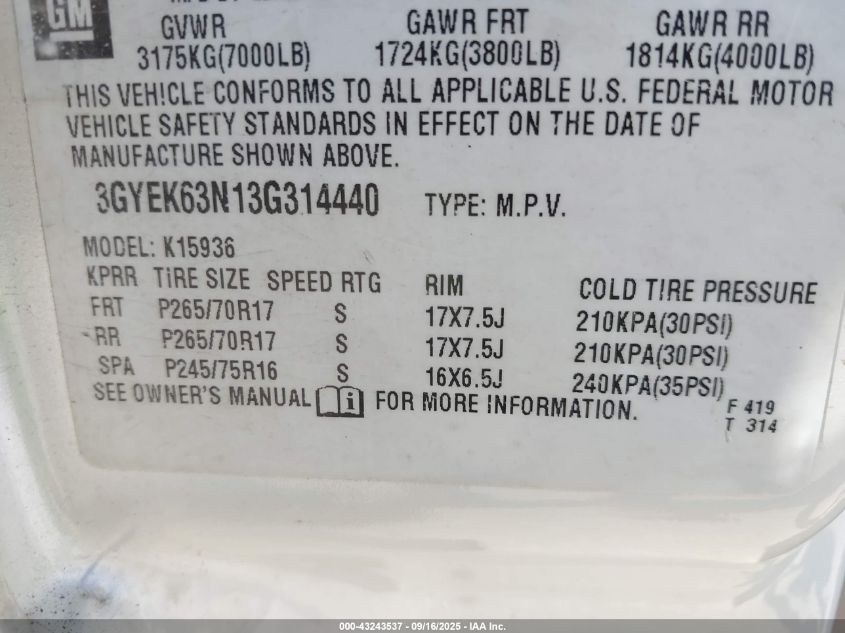 GM
GVWR GAWR FRT GAWR RR
3175KG(7000LB) 1724KG(3800LB) 1814KG(4000LB)
THIS VEHICLE CONFORMS TO ALL APPLICABLE U.S. FEDERAL MOTOR
VEHICLE SAFETY STANDARDS IN EFFECT ON THE DATE OF
MANUFACTURE SHOWN ABOVE.
3GYEK63N13G314440 TYPE: M.P.V.
MODEL: K15936
KPRR TIRE SIZE SPEED RTG RIM COLD TIRE PRESSURE
FRT P265/70R17 S 17X7.5J 210KPA(30PSI)
RR P265/70R17 S 17X7.5J 210KPA(30PSI)
SPA P245/75R16 S 16X6.5J 240KPA(35PSI)
SEE OWNER'S MANUAL i FOR MORE INFORMATION.
F 419
T 314
000-43243537 - 09/16/2025 - IAA Inc.